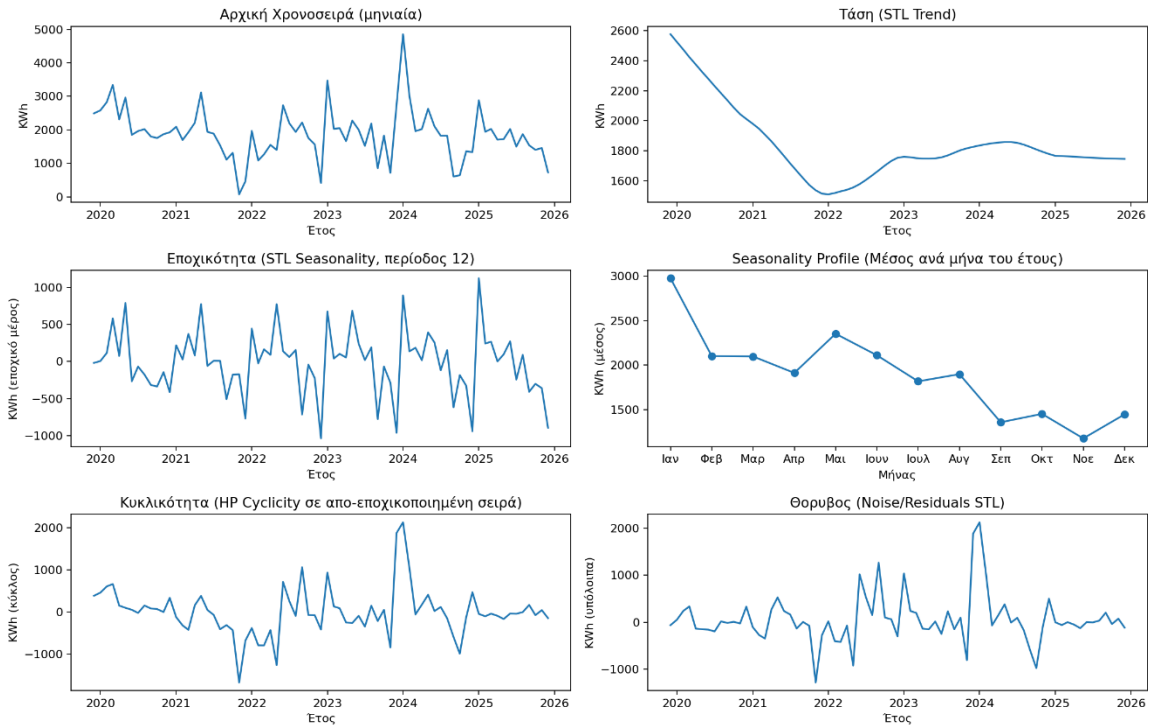 Αρχική Χρονοσειρά (μηνιαία)
KWh
5000
4000
3000
2000
1000
0
2020 2021 2022 2023 2024 2025 2026
Έτος
Τάση (STL Trend)
KWh
2600
2400
2200
2000
1800
1600
2020 2021 2022 2023 2024 2025 2026
Έτος
Εποχικότητα (STL Seasonality, περίοδος 12)
KWh (εποχικό μέρος)
1000
500
0
−500
−1000
2020 2021 2022 2023 2024 2025 2026
Έτος
Seasonality Profile (Μέσος ανά μήνα του έτους)
KWh (μέσος)
3000
2500
2000
1500
Ιαν Φεβ Μαρ Απρ Μαι Ιουν Ιουλ Αυγ Σεπ Οκτ Νοε Δεκ
Μήνας
Κυκλικότητα (HP Cyclicity σε απο-εποχικοποιημένη σειρά)
KWh (κύκλος)
2000
1000
0
−1000
2020 2021 2022 2023 2024 2025 2026
Έτος
Θορυβος (Noise/Residuals STL)
KWh (υπόλοιπα)
2000
1000
0
−1000
2020 2021 2022 2023 2024 2025 2026
Έτος